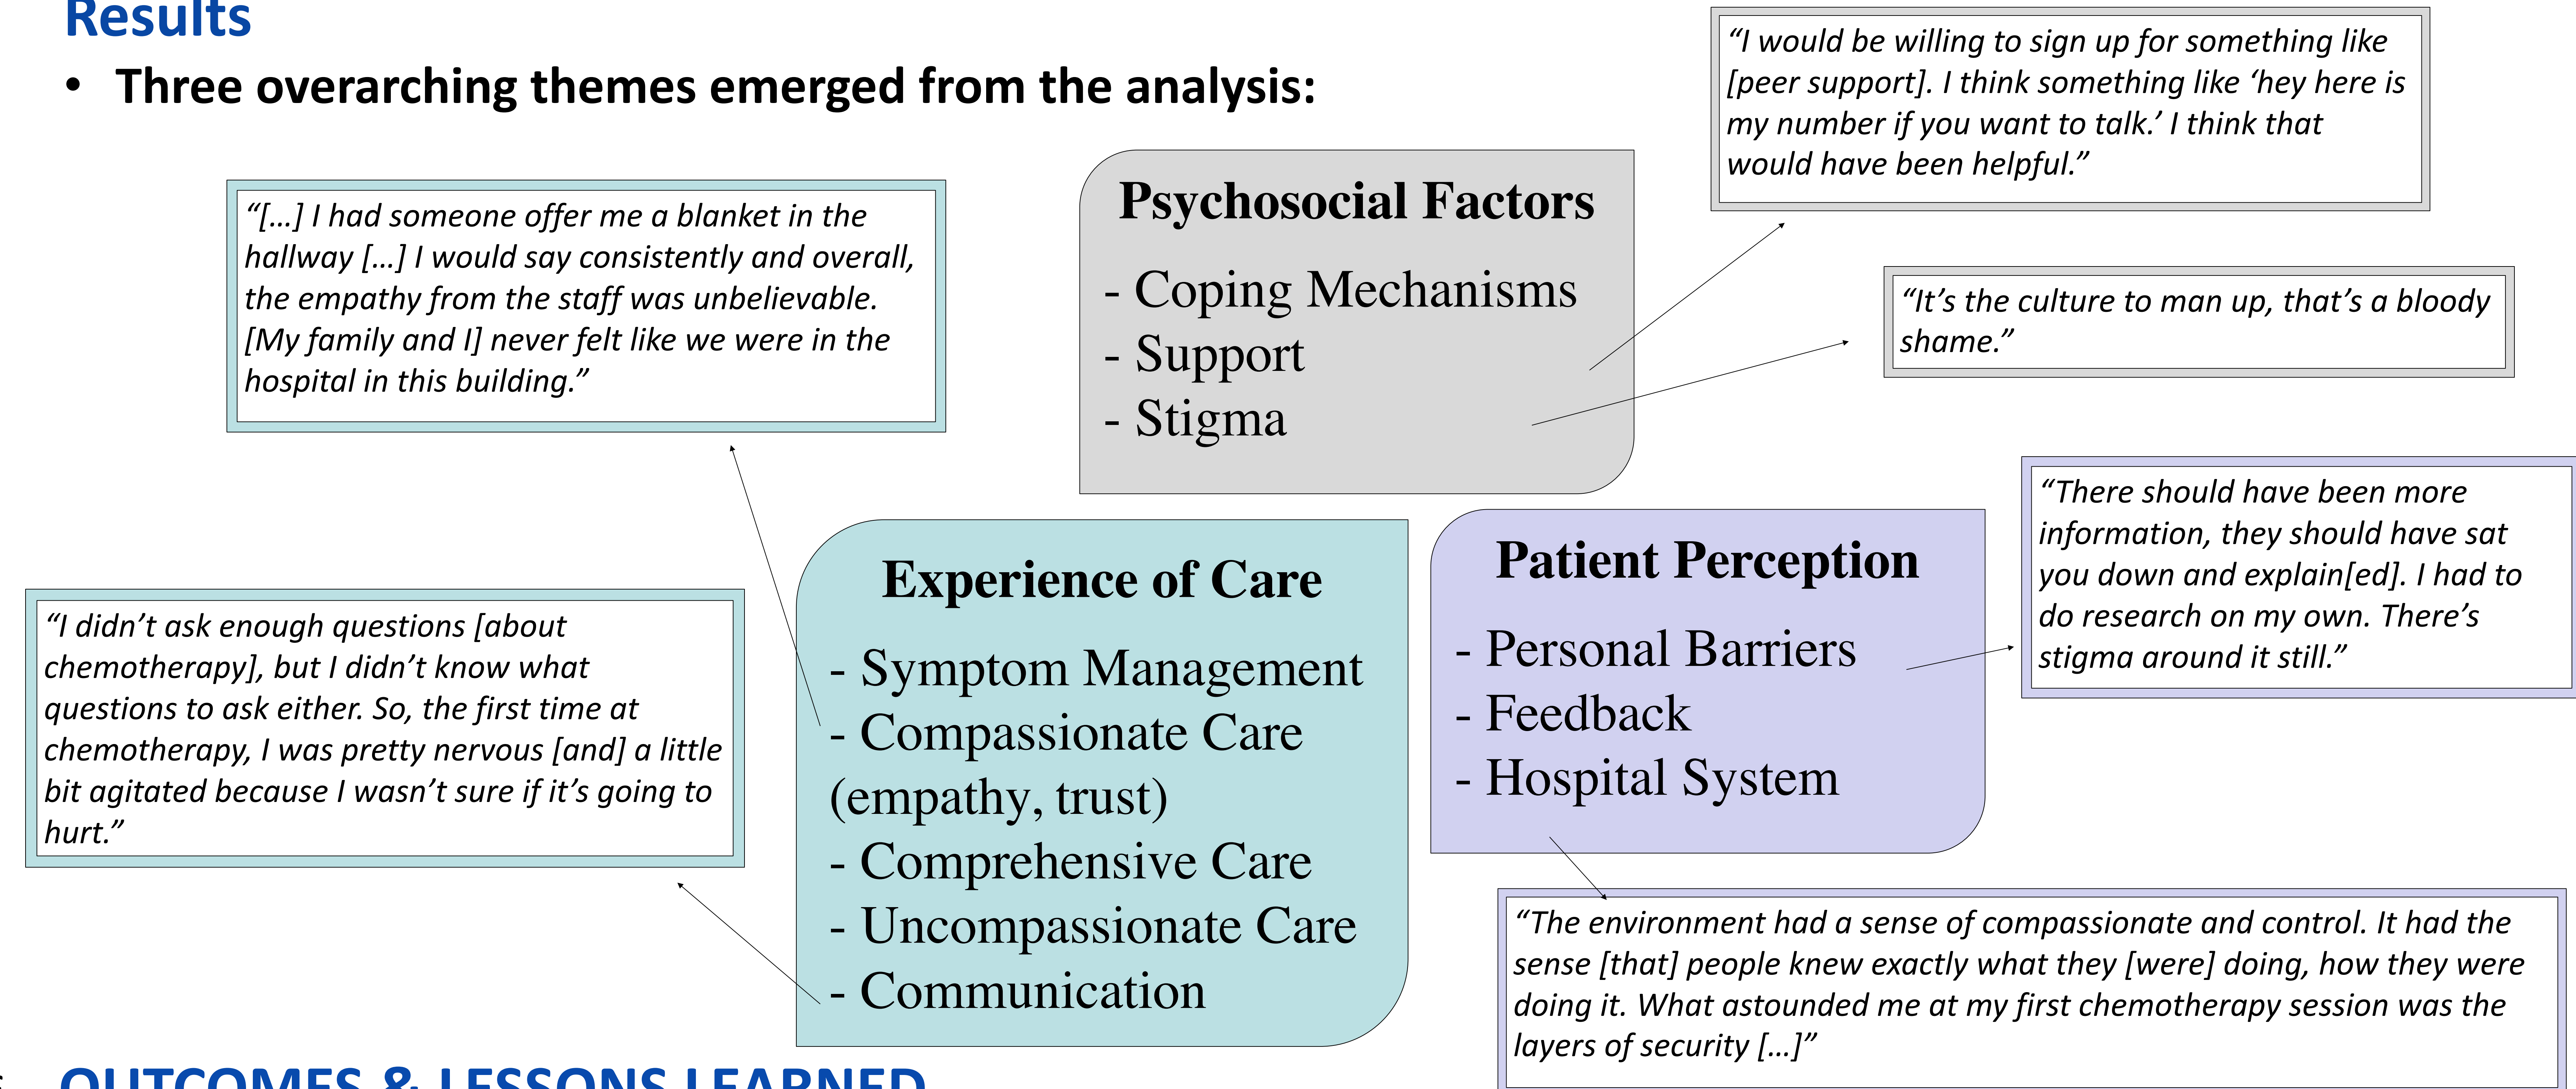 Results
• Three overarching themes emerged from the analysis:
“I would be willing to sign up for something like
[peer support]. I think something like ‘hey here is
my number if you want to talk.’ I think that
would have been helpful.”
“[…] I had someone offer me a blanket in the
hallway […] I would say consistently and overall,
the empathy from the staff was unbelievable.
[My family and I] never felt like we were in the
hospital in this building.”
Psychosocial Factors
- Coping Mechanisms
- Support
- Stigma
“It’s the culture to man up, that’s a bloody
shame.”
“There should have been more
information, they should have sat
you down and explain[ed]. I had to
do research on my own. There’s
stigma around it still.”
“I didn’t ask enough questions [about
chemotherapy], but I didn’t know what
questions to ask either. So, the first time at
chemotherapy, I was pretty nervous [and] a little
bit agitated because I wasn’t sure if it’s going to
hurt.”
Experience of Care
- Symptom Management
- Compassionate Care
(empathy, trust)
- Comprehensive Care
- Uncompassionate Care
- Communication
Patient Perception
- Personal Barriers
- Feedback
- Hospital System
“The environment had a sense of compassionate and control. It had the
sense [that] people knew exactly what they [were] doing, how they were
doing it. What astounded me at my first chemotherapy session was the
layers of security […]”
OUTCOMES & LESSONS LEARNED